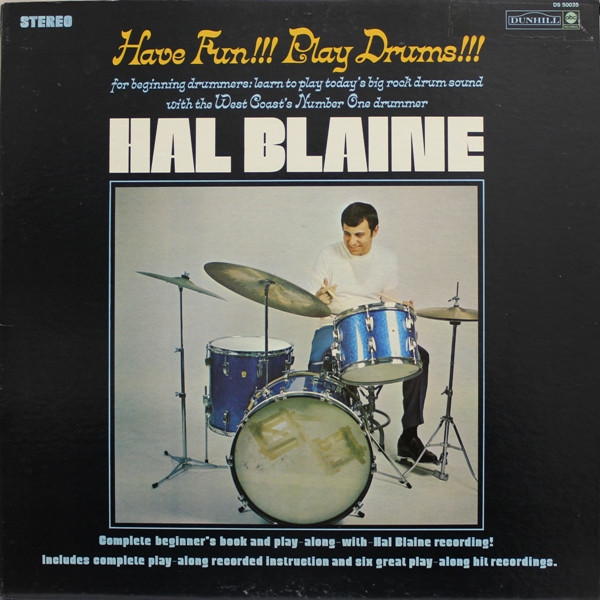 STEREO
DS 50035
DUNHILL abc
Have Fun!!! Play Drums!!!
for beginning drummers: learn to play today's big rock drum sound
with the West Coast's Number One drummer
HAL BLAINE
Complete beginner's book and play-along-with-Hal Blaine recording!
Includes complete play-along recorded instruction and six great play-along hit recordings.